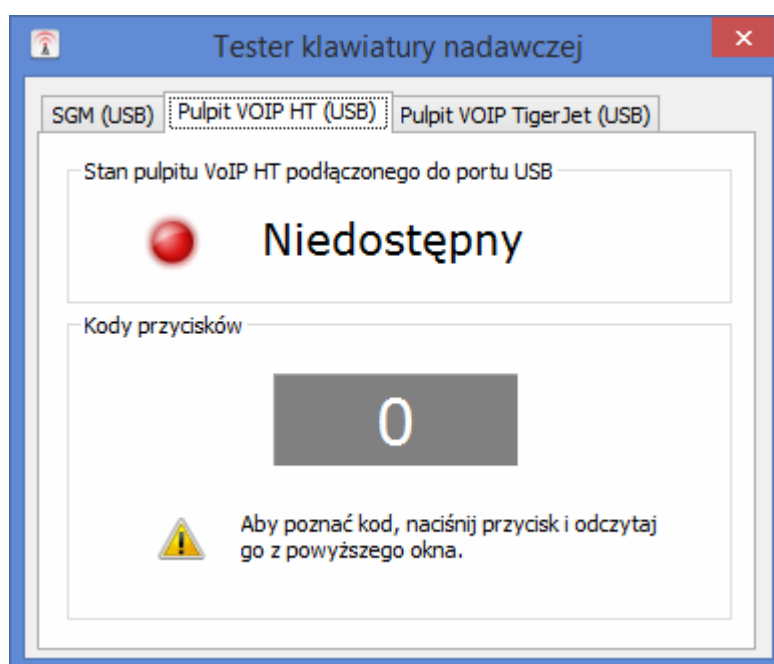 Tester klawiatury nadawczej
SGM (USB) Pulpit VOIP HT (USB) Pulpit VOIP TigerJet (USB)
Stan pulpitu VoIP HT podłączonego do portu USB
Niedostępny
Kody przycisków
0
Aby poznać kod, naciśnij przycisk i odczytaj
go z powyższego okna.